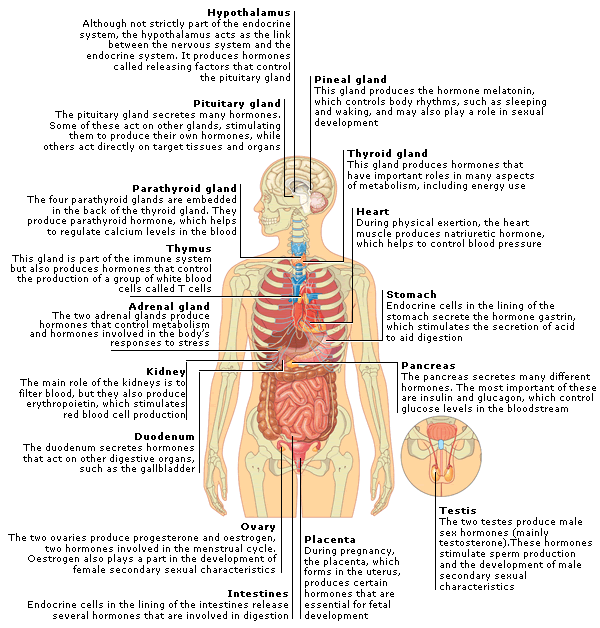 Hypothalamus
Although not strictly part of the endocrine
system, the hypothalamus acts as the link
between the nervous system and the
endocrine system. It produces hormones
called releasing factors that control
the pituitary gland
Pineal gland
This gland produces the hormone melatonin,
which controls body rhythms, such as sleeping
and waking, and may also play a role in sexual
development
Pituitary gland
The pituitary gland secretes many hormones.
Some of these act on other glands, stimulating
them to produce their own hormones, while
others act directly on target tissues and organs
Thyroid gland
This gland produces hormones that
have important roles in many aspects
of metabolism, including energy use
Parathyroid gland
The four parathyroid glands are embedded
in the back of the thyroid gland. They
produce parathyroid hormone, which helps
to regulate calcium levels in the blood
Heart
During physical exertion, the heart
muscle produces natriuretic hormone,
which helps to control blood pressure
Thymus
This gland is part of the immune system
but also produces hormones that control
the production of a group of white blood
cells called T cells
Stomach
Endocrine cells in the lining of the
stomach secrete the hormone gastrin,
which stimulates the secretion of acid
to aid digestion
Adrenal gland
The two adrenal glands produce
hormones that control metabolism
and hormones involved in the body's
responses to stress
Pancreas
The pancreas secretes many different
hormones. The most important of these
are insulin and glucagon, which control
glucose levels in the bloodstream
Kidney
The main role of the kidneys is to
filter blood, but they also produce
erythropoietin, which stimulates
red blood cell production
Duodenum
The duodenum secretes hormones
that act on other digestive organs,
such as the gallbladder
Testis
The two testes produce male
sex hormones (mainly
testosterone).These hormones
stimulate sperm production
and the development of male
secondary sexual
characteristics
Ovary
The two ovaries produce progesterone and oestrogen,
two hormones involved in the menstrual cycle.
Oestrogen also plays a part in the development of
female secondary sexual characteristics
Placenta
During pregnancy,
the placenta, which
forms in the uterus,
produces certain
hormones that are
essential for fetal
development
Intestines
Endocrine cells in the lining of the intestines release
several hormones that are involved in digestion